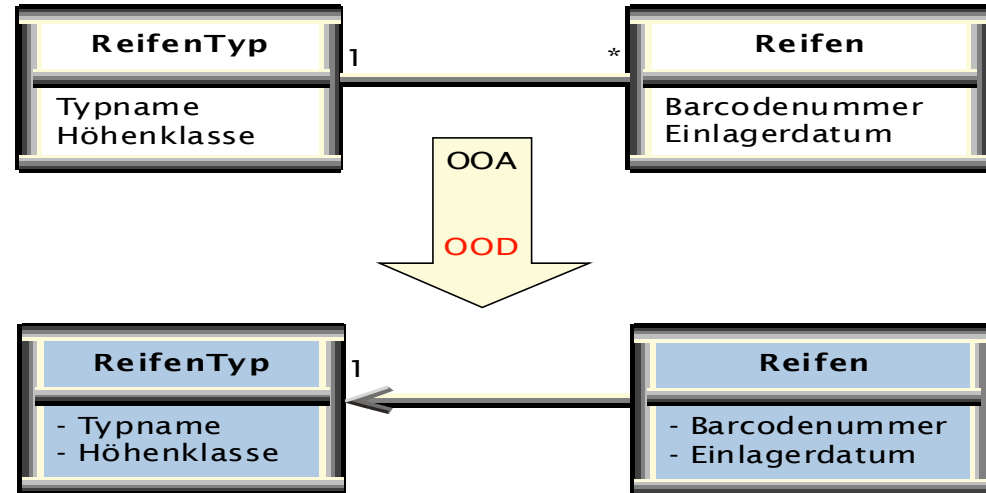 ReifenTyp
1
*
Reifen
Typname
Höhenklasse
Barcodenummer
Einlagerdatum
OOA
OOD
ReifenTyp
1
Reifen
- Typname
- Höhenklasse
- Barcodenummer
- Einlagerdatum